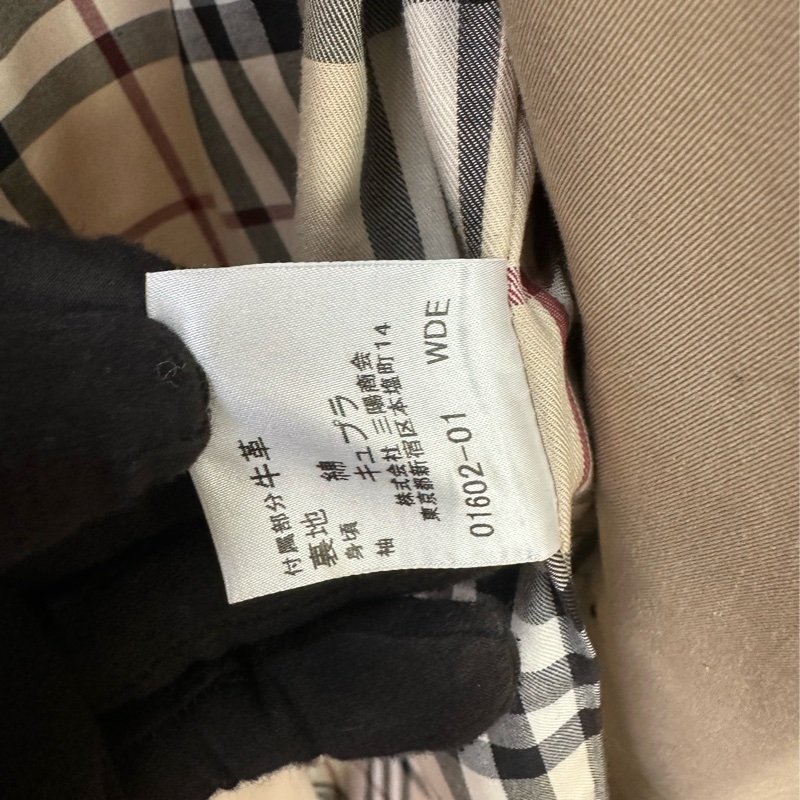 付属部分 牛革
裏地
身頃 綿
袖 キュプラ
株式会社 三陽商会
東京都新宿区本塩町14
01602-01 WDE